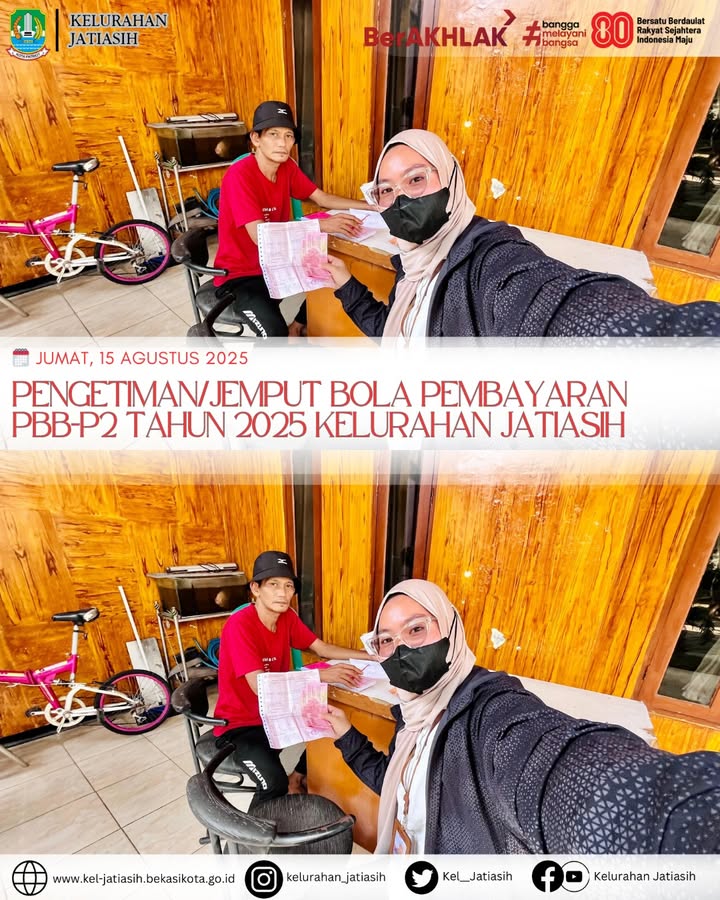 KELURAHAN
JATIASIH
BerAKHLAK
#bangga
melayani
bangsa
80
Bersatu Berdaulat
Rakyat Sejahtera
Indonesia Maju
JUMAT, 15 AGUSTUS 2025
PENGETIMAN/JEMPUT BOLA PEMBAYARAN
PBB-P2 TAHUN 2025 KELURAHAN JATIASIH
www.kel-jatiasih.bekasikota.go.id
kelurahan_jatiasih
Kel__Jatiasih
Kelurahan Jatiasih